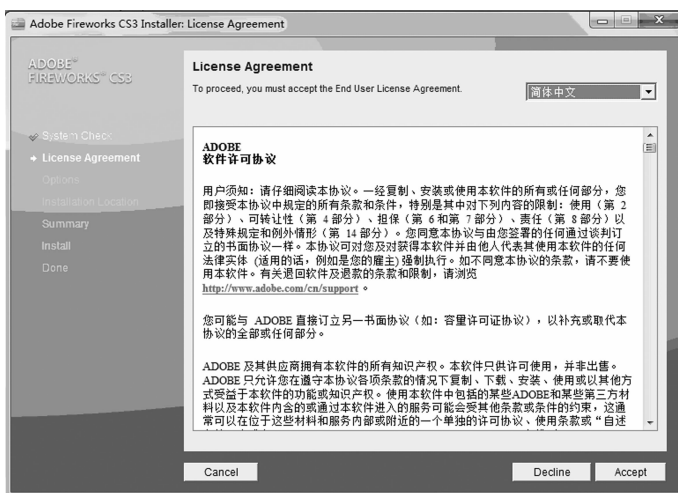 Adobe Fireworks CS3 Installer: License Agreement
ADOBE®
FIREWORKS® CS3
System Check
License Agreement
Options
Installation Location
Summary
Install
Done
License Agreement
To proceed, you must accept the End User License Agreement.
简体中文
ADOBE
软件许可协议
用户须知：请仔细阅读本协议。一经复制、安装或使用本软件的所有或任何部分，您
即接受本协议中规定的所有条款和条件，特别是其中对下列内容的限制：使用（第 2
部分）、可转让性（第 4 部分）、担保（第 6 和第 7 部分）、责任（第 8 部分）以
及特殊规定和例外情形（第 14 部分）。您同意本协议与由您签署的任何通过谈判订
立的书面协议一样。本协议可对您及对获得本软件并由他人代表其使用本软件的任何
法律实体 (适用的话，例如是您的雇主) 强制执行。如不同意本协议的条款，请不要使
用本软件。有关退回软件及退款的条款和限制，请浏览
http://www.adobe.com/cn/support 。
您可能与 ADOBE 直接订立另一书面协议（如：容量许可证协议），以补充或取代本
协议的全部或任何部分。
ADOBE 及其供应商拥有本软件的所有知识产权。本软件只供许可使用，并非出售。
ADOBE 只允许您在遵守本协议各项条款的情况下复制、下载、安装、使用或以其他方
式受益于本软件的功能或知识产权。使用本软件中包括的某些ADOBE和某些第三方材
料以及本软件内含的或通过本软件进入的服务可能会受其他条款或条件的约束，这通
常可以在位于这些材料和服务内部或附近的一个单独的许可协议、使用条款或“自述
Cancel
Decline
Accept